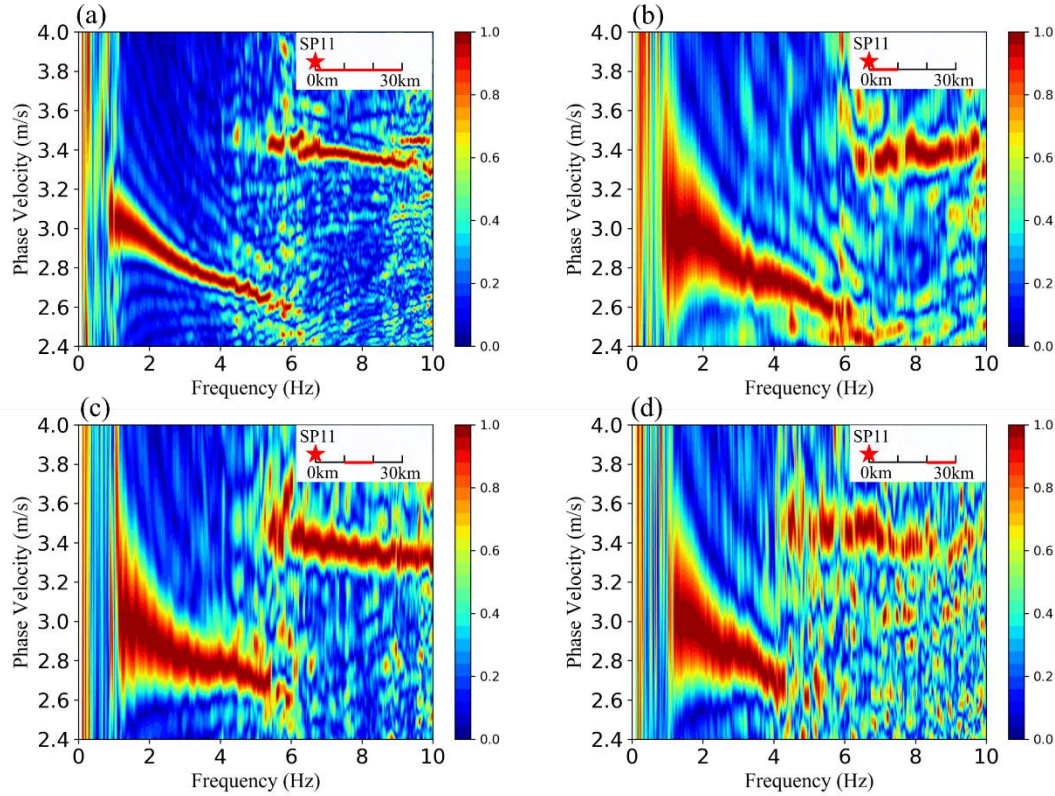 (a)
SP11
0km 30km
4.0
3.8
3.6
3.4
3.2
3.0
2.8
2.6
2.4
Phase Velocity (m/s)
0 2 4 6 8 10
Frequency (Hz)
1.0
0.8
0.6
0.4
0.2
0.0
(b)
SP11
0km 30km
4.0
3.8
3.6
3.4
3.2
3.0
2.8
2.6
2.4
Phase Velocity (m/s)
0 2 4 6 8 10
Frequency (Hz)
1.0
0.8
0.6
0.4
0.2
0.0
(c)
SP11
0km 30km
4.0
3.8
3.6
3.4
3.2
3.0
2.8
2.6
2.4
Phase Velocity (m/s)
0 2 4 6 8 10
Frequency (Hz)
1.0
0.8
0.6
0.4
0.2
0.0
(d)
SP11
0km 30km
4.0
3.8
3.6
3.4
3.2
3.0
2.8
2.6
2.4
Phase Velocity (m/s)
0 2 4 6 8 10
Frequency (Hz)
1.0
0.8
0.6
0.4
0.2
0.0